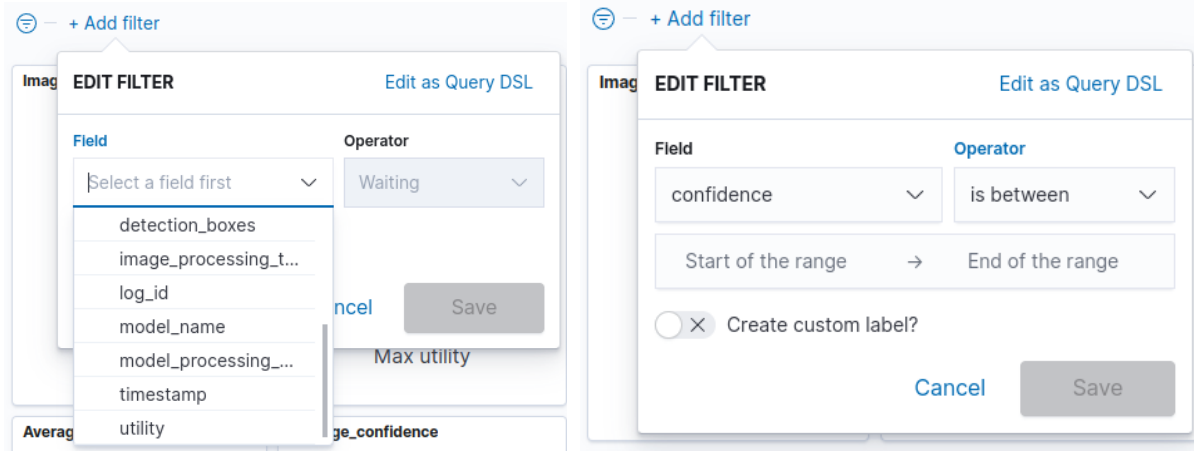 + Add filter
Imag
EDIT FILTER
Edit as Query DSL
Field
Operator
Select a field first
Waiting
detection_boxes
image_processing_t...
log_id
model_name
model_processing_...
timestamp
utility
ncel
Save
Max utility
Averag
ge_confidence
+ Add filter
Imag
EDIT FILTER
Edit as Query DSL
Field
Operator
confidence
is between
Start of the range → End of the range
Create custom label?
Cancel
Save